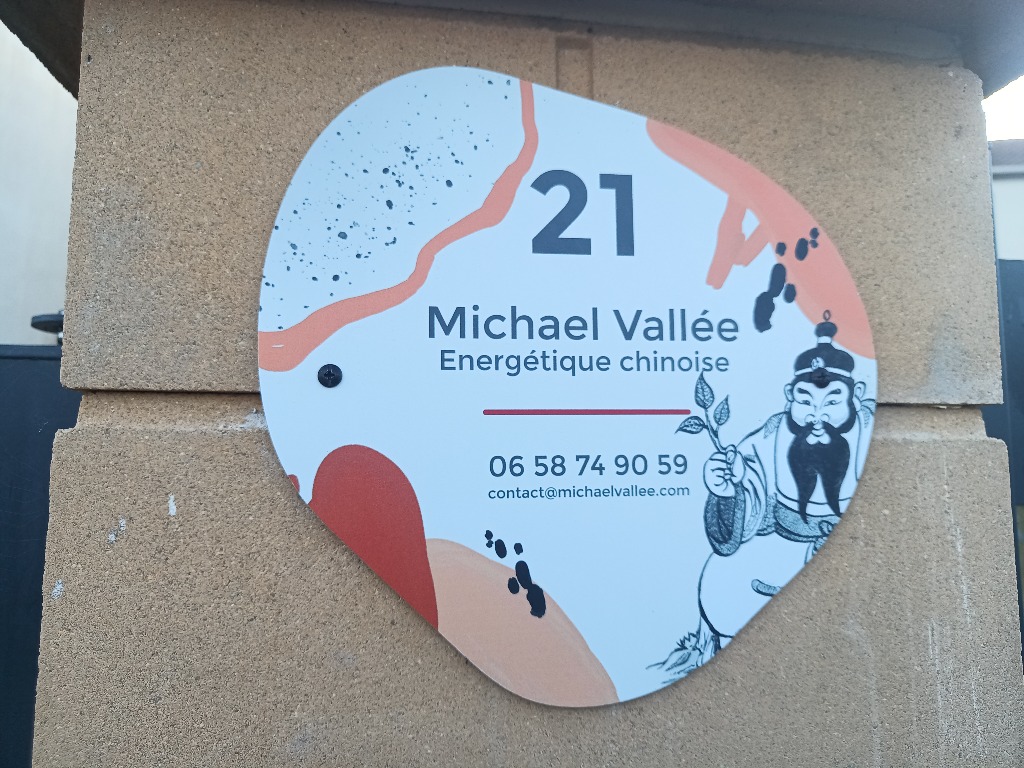 21
Michael Vallée
Energétique chinoise
06 58 74 90 59
contact@michaelvallee.com